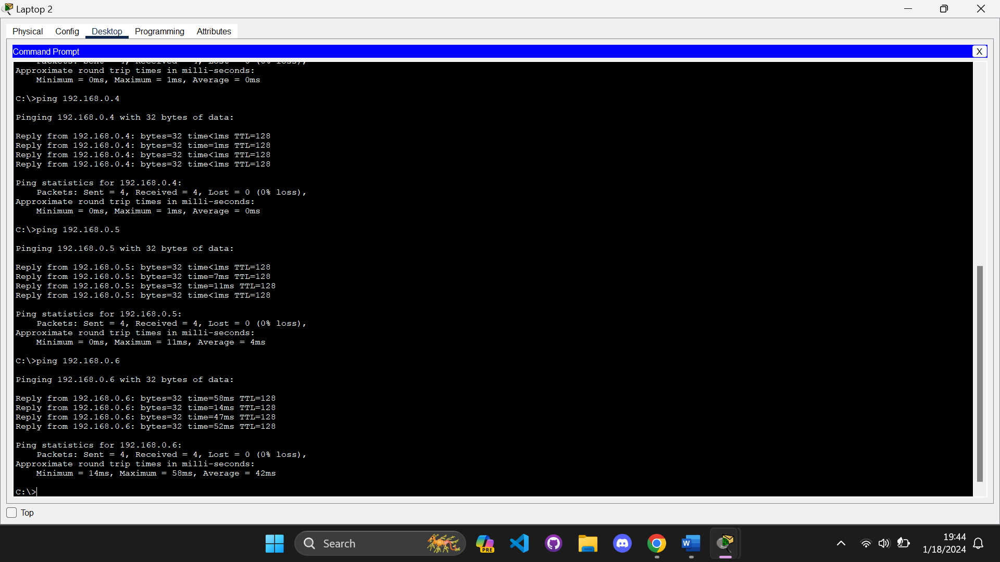 Laptop 2
Physical Config Desktop Programming Attributes
Command Prompt X
Packets: Sent = 4, Received = 4, Lost = 0 (0% loss),
Approximate round trip times in milli-seconds:
Minimum = 0ms, Maximum = 1ms, Average = 0ms
C:\>ping 192.168.0.4
Pinging 192.168.0.4 with 32 bytes of data:
Reply from 192.168.0.4: bytes=32 time<1ms TTL=128
Reply from 192.168.0.4: bytes=32 time=1ms TTL=128
Reply from 192.168.0.4: bytes=32 time<1ms TTL=128
Reply from 192.168.0.4: bytes=32 time<1ms TTL=128
Ping statistics for 192.168.0.4:
Packets: Sent = 4, Received = 4, Lost = 0 (0% loss),
Approximate round trip times in milli-seconds:
Minimum = 0ms, Maximum = 1ms, Average = 0ms
C:\>ping 192.168.0.5
Pinging 192.168.0.5 with 32 bytes of data:
Reply from 192.168.0.5: bytes=32 time<1ms TTL=128
Reply from 192.168.0.5: bytes=32 time=7ms TTL=128
Reply from 192.168.0.5: bytes=32 time=11ms TTL=128
Reply from 192.168.0.5: bytes=32 time<1ms TTL=128
Ping statistics for 192.168.0.5:
Packets: Sent = 4, Received = 4, Lost = 0 (0% loss),
Approximate round trip times in milli-seconds:
Minimum = 0ms, Maximum = 11ms, Average = 4ms
C:\>ping 192.168.0.6
Pinging 192.168.0.6 with 32 bytes of data:
Reply from 192.168.0.6: bytes=32 time=58ms TTL=128
Reply from 192.168.0.6: bytes=32 time=14ms TTL=128
Reply from 192.168.0.6: bytes=32 time=47ms TTL=128
Reply from 192.168.0.6: bytes=32 time=52ms TTL=128
Ping statistics for 192.168.0.6:
Packets: Sent = 4, Received = 4, Lost = 0 (0% loss),
Approximate round trip times in milli-seconds:
Minimum = 14ms, Maximum = 58ms, Average = 42ms
C:\>
Top
Search
PRE
W
19:44
1/18/2024